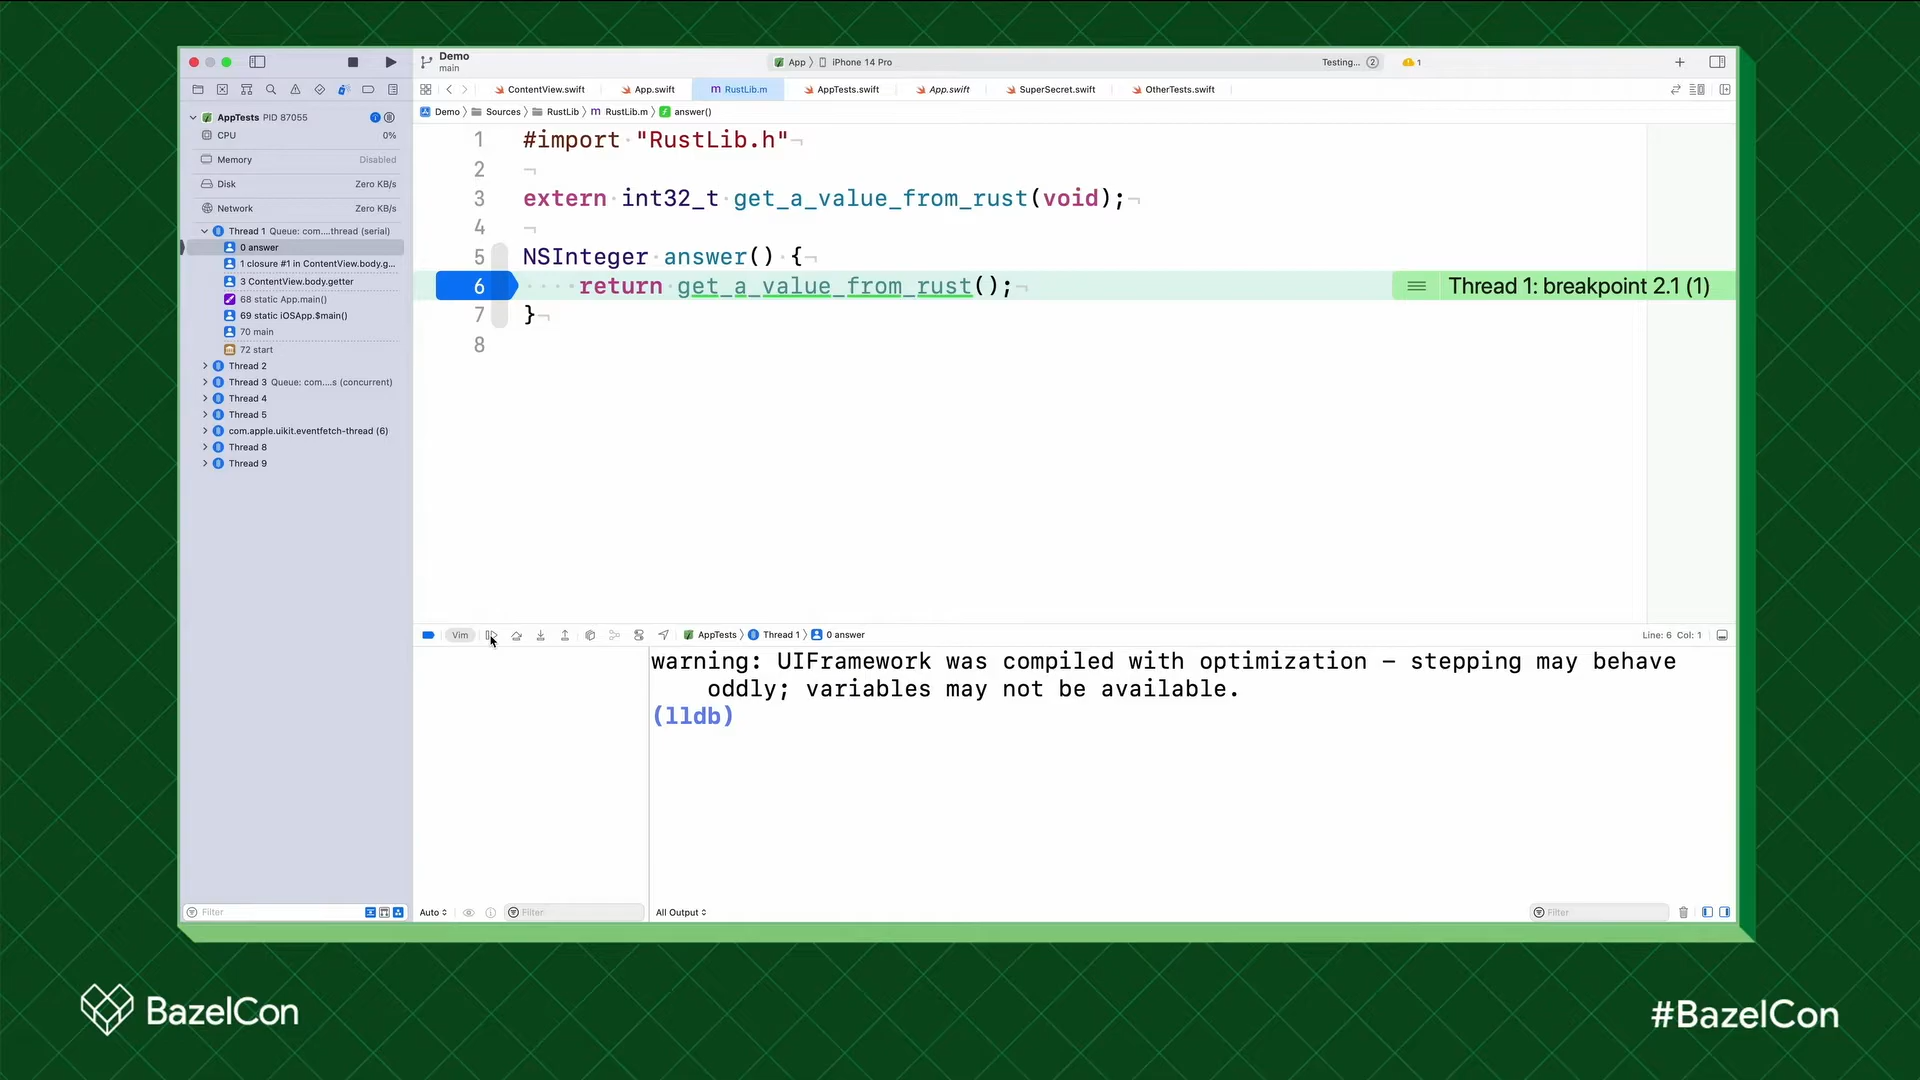 Demo
main
App
iPhone 14 Pro
Testing...
2
1
ContentView.swift
App.swift
m RustLib.m
AppTests.swift
App.swift
SuperSecret.swift
OtherTests.swift
Demo
Sources
RustLib
m RustLib.m
f answer()
AppTests PID 87055
CPU 0%
Memory Disabled
Disk Zero KB/s
Network Zero KB/s
Thread 1 Queue: com....thread (serial)
0 answer
1 closure #1 in ContentView.body.g...
3 ContentView.body.getter
68 static App.main()
69 static iOSApp.$main()
70 main
72 start
Thread 2
Thread 3 Queue: com....s (concurrent)
Thread 4
Thread 5
com.apple.uikit.eventfetch-thread (6)
Thread 8
Thread 9
Filter
1 #import "RustLib.h"
2
3 extern int32_t get_a_value_from_rust(void);
4
5 NSInteger answer() {
6 return get_a_value_from_rust();
Thread 1: breakpoint 2.1 (1)
7 }
8
Vim
AppTests
Thread 1
0 answer
Line: 6 Col: 1
warning: UIFramework was compiled with optimization – stepping may behave
oddly; variables may not be available.
(lldb)
Auto
Filter
All Output
Filter
BazelCon
#BazelCon